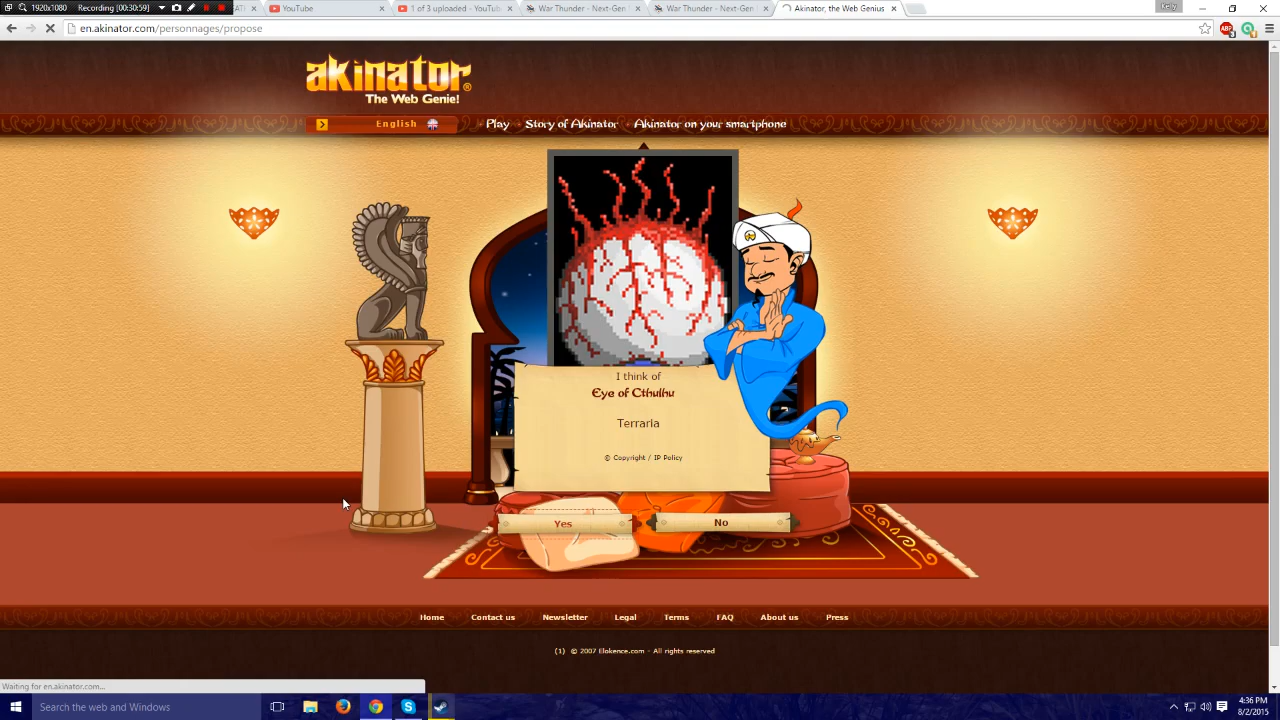 1920x1080
Recording [00:30:59]
YouTube
1 of 3 uploaded - YouTub
War Thunder - Next-Gen
War Thunder - Next-Gen
Akinator, the Web Genius
Kelly
en.akinator.com/personnages/propose
ABP
akinator®
The Web Genie!
English
Play
Story of Akinator
Akinator on your smartphone
I think of
Eye of Cthulhu
Terraria
© Copyright / IP Policy
Yes
No
Home
Contact us
Newsletter
Legal
Terms
FAQ
About us
Press
(1) © 2007 Elokence.com - All rights reserved
Waiting for en.akinator.com...
Search the web and Windows
4:36 PM
8/2/2015